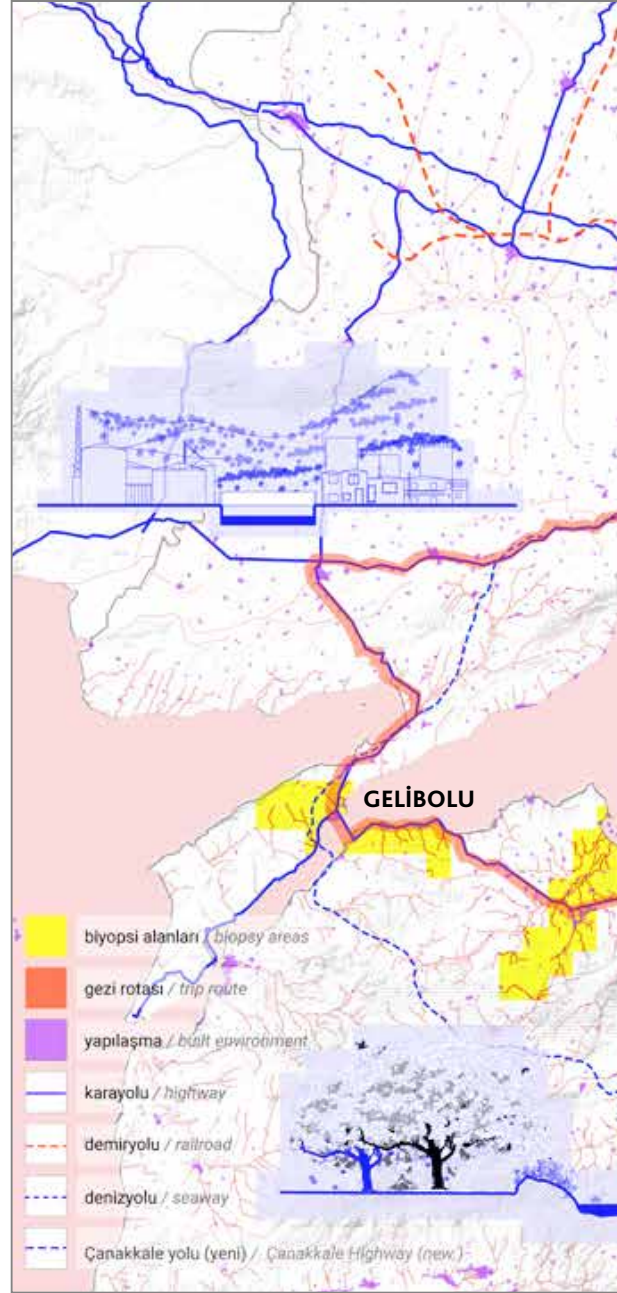 GELİBOLU
biyopsi alanları / biopsy areas
gezi rotası / trip route
yapılaşma / built environment
karayolu / highway
demiryolu / railroad
denizyolu / seaway
Çanakkale yolu (yeni) / Çanakkale Highway (new.)